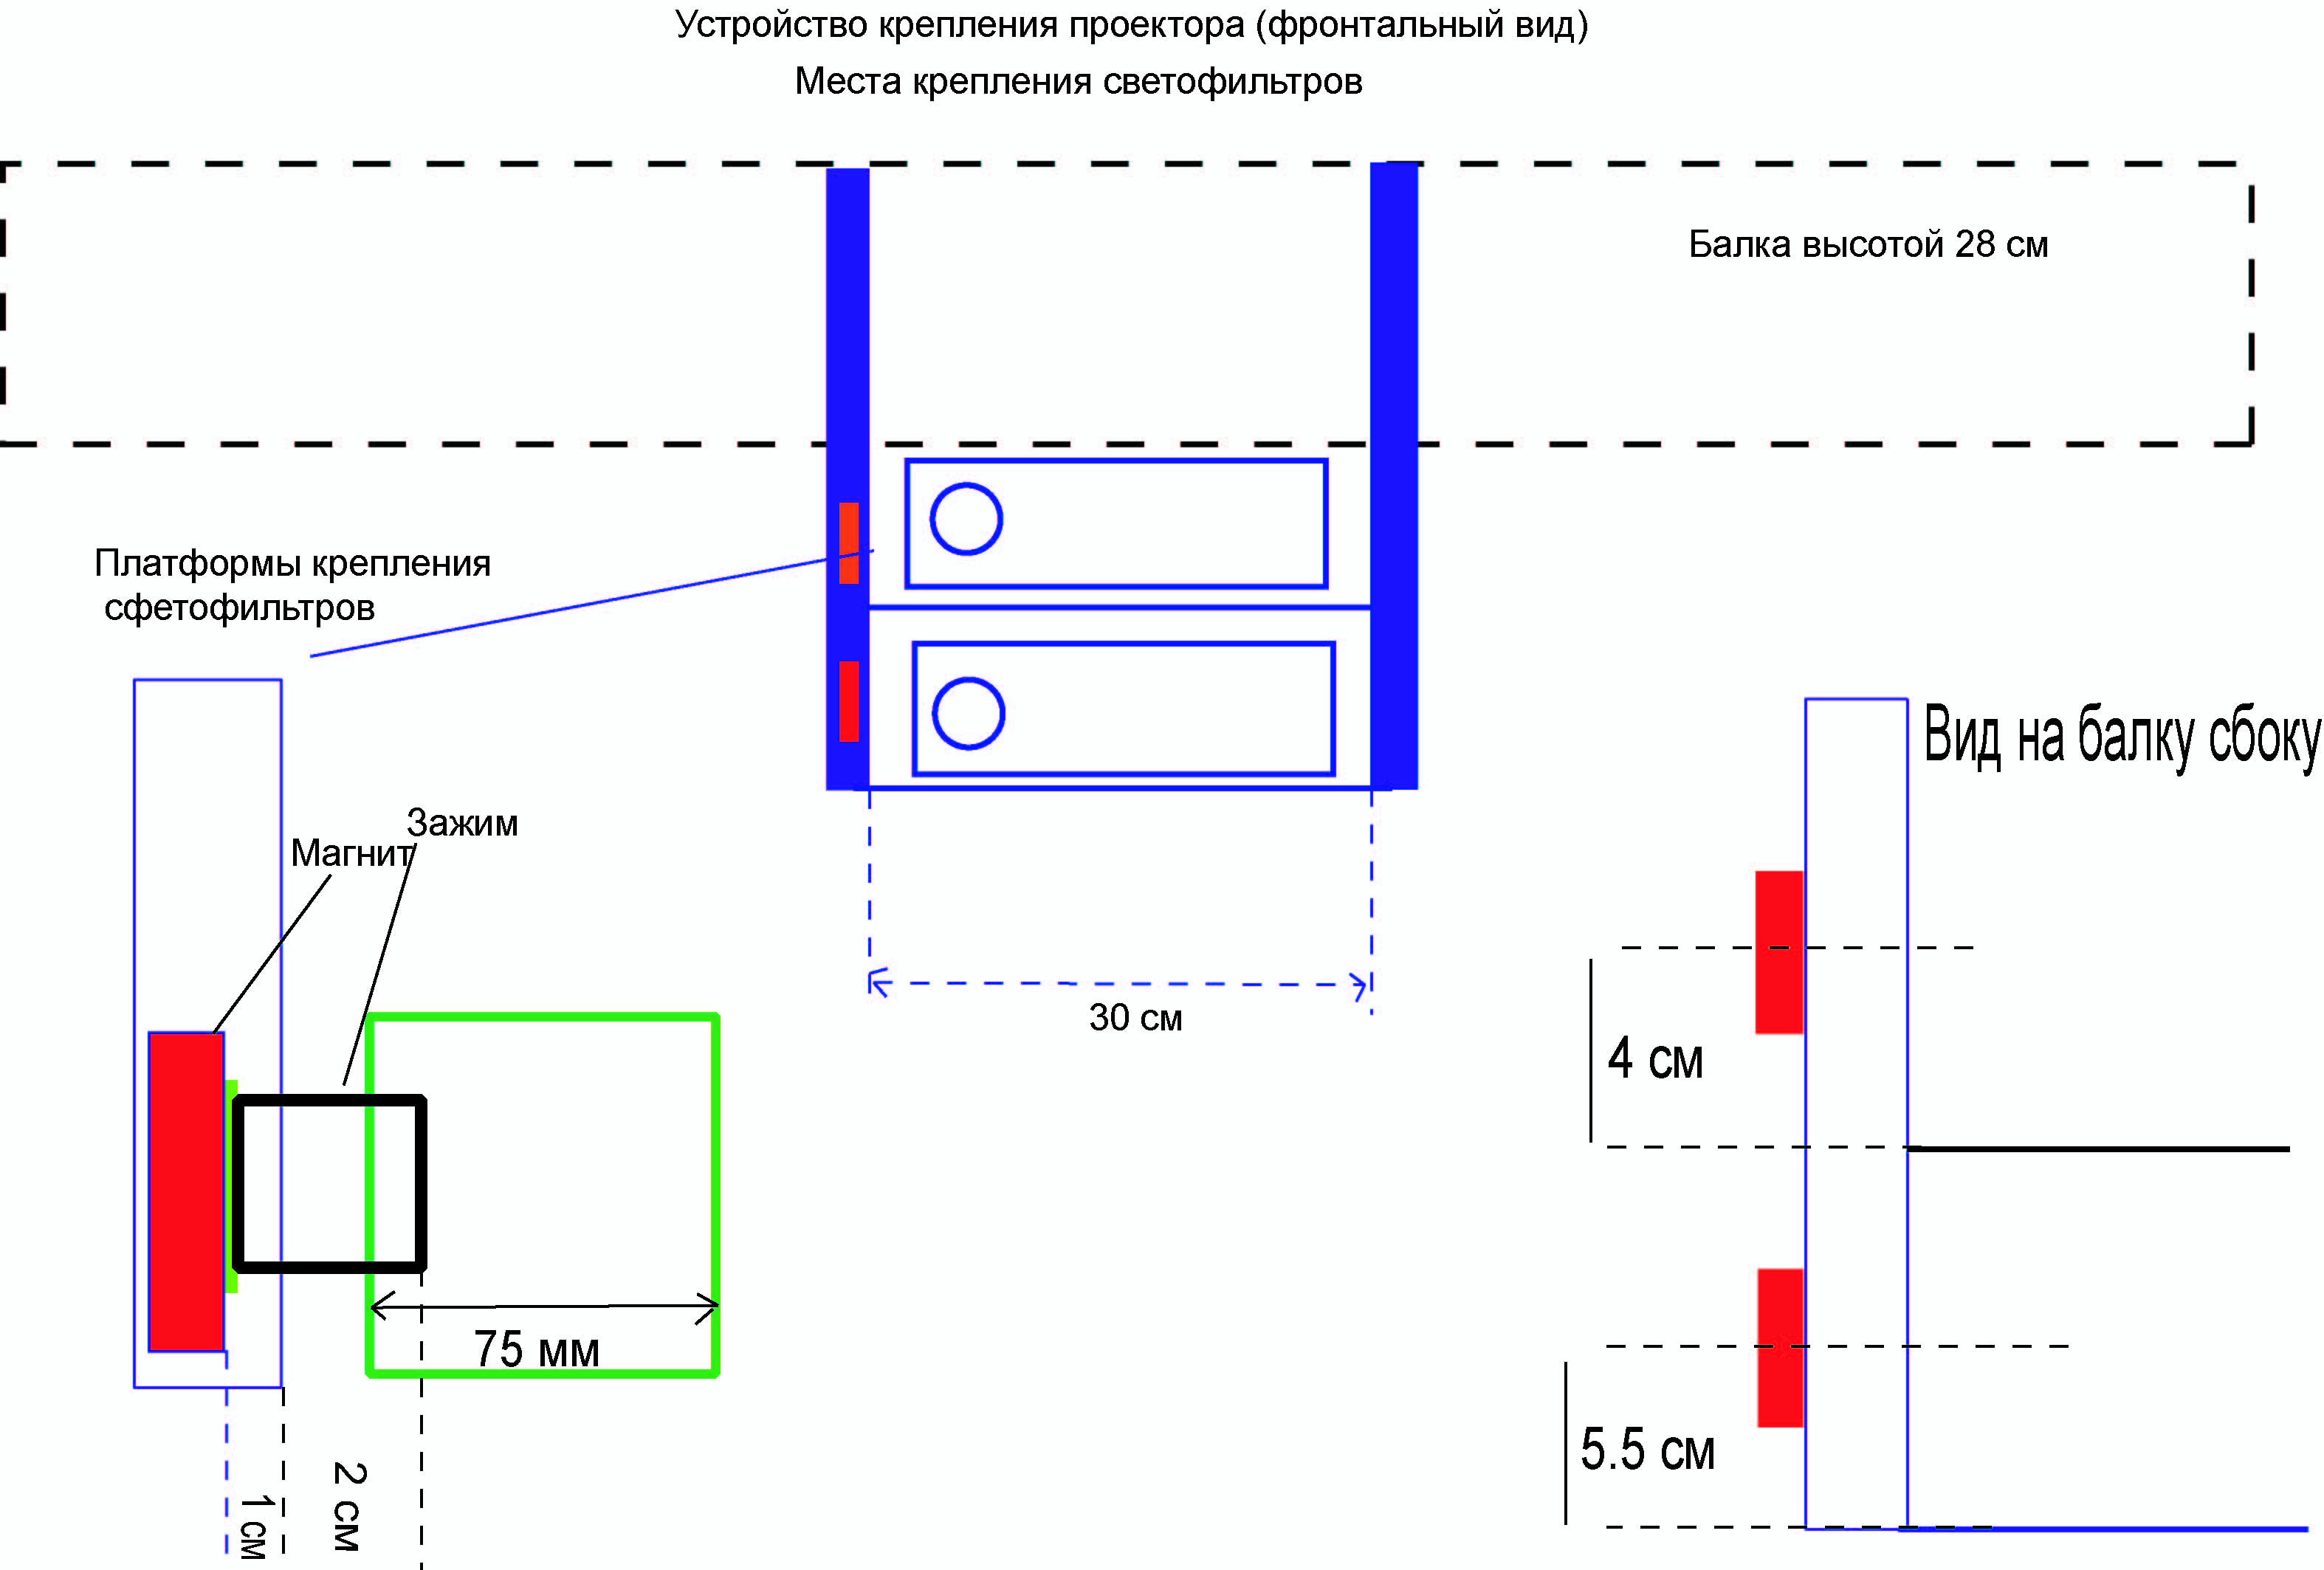 Устройство крепления проектора (фронтальный вид)
Места крепления светофильтров
Балка высотой 28 см
Платформы крепления
сфетофильтров
Вид на балку сбоку
Зажим
Магнит
30 см
4 см
75 мм
5.5 см
2 см
1 см